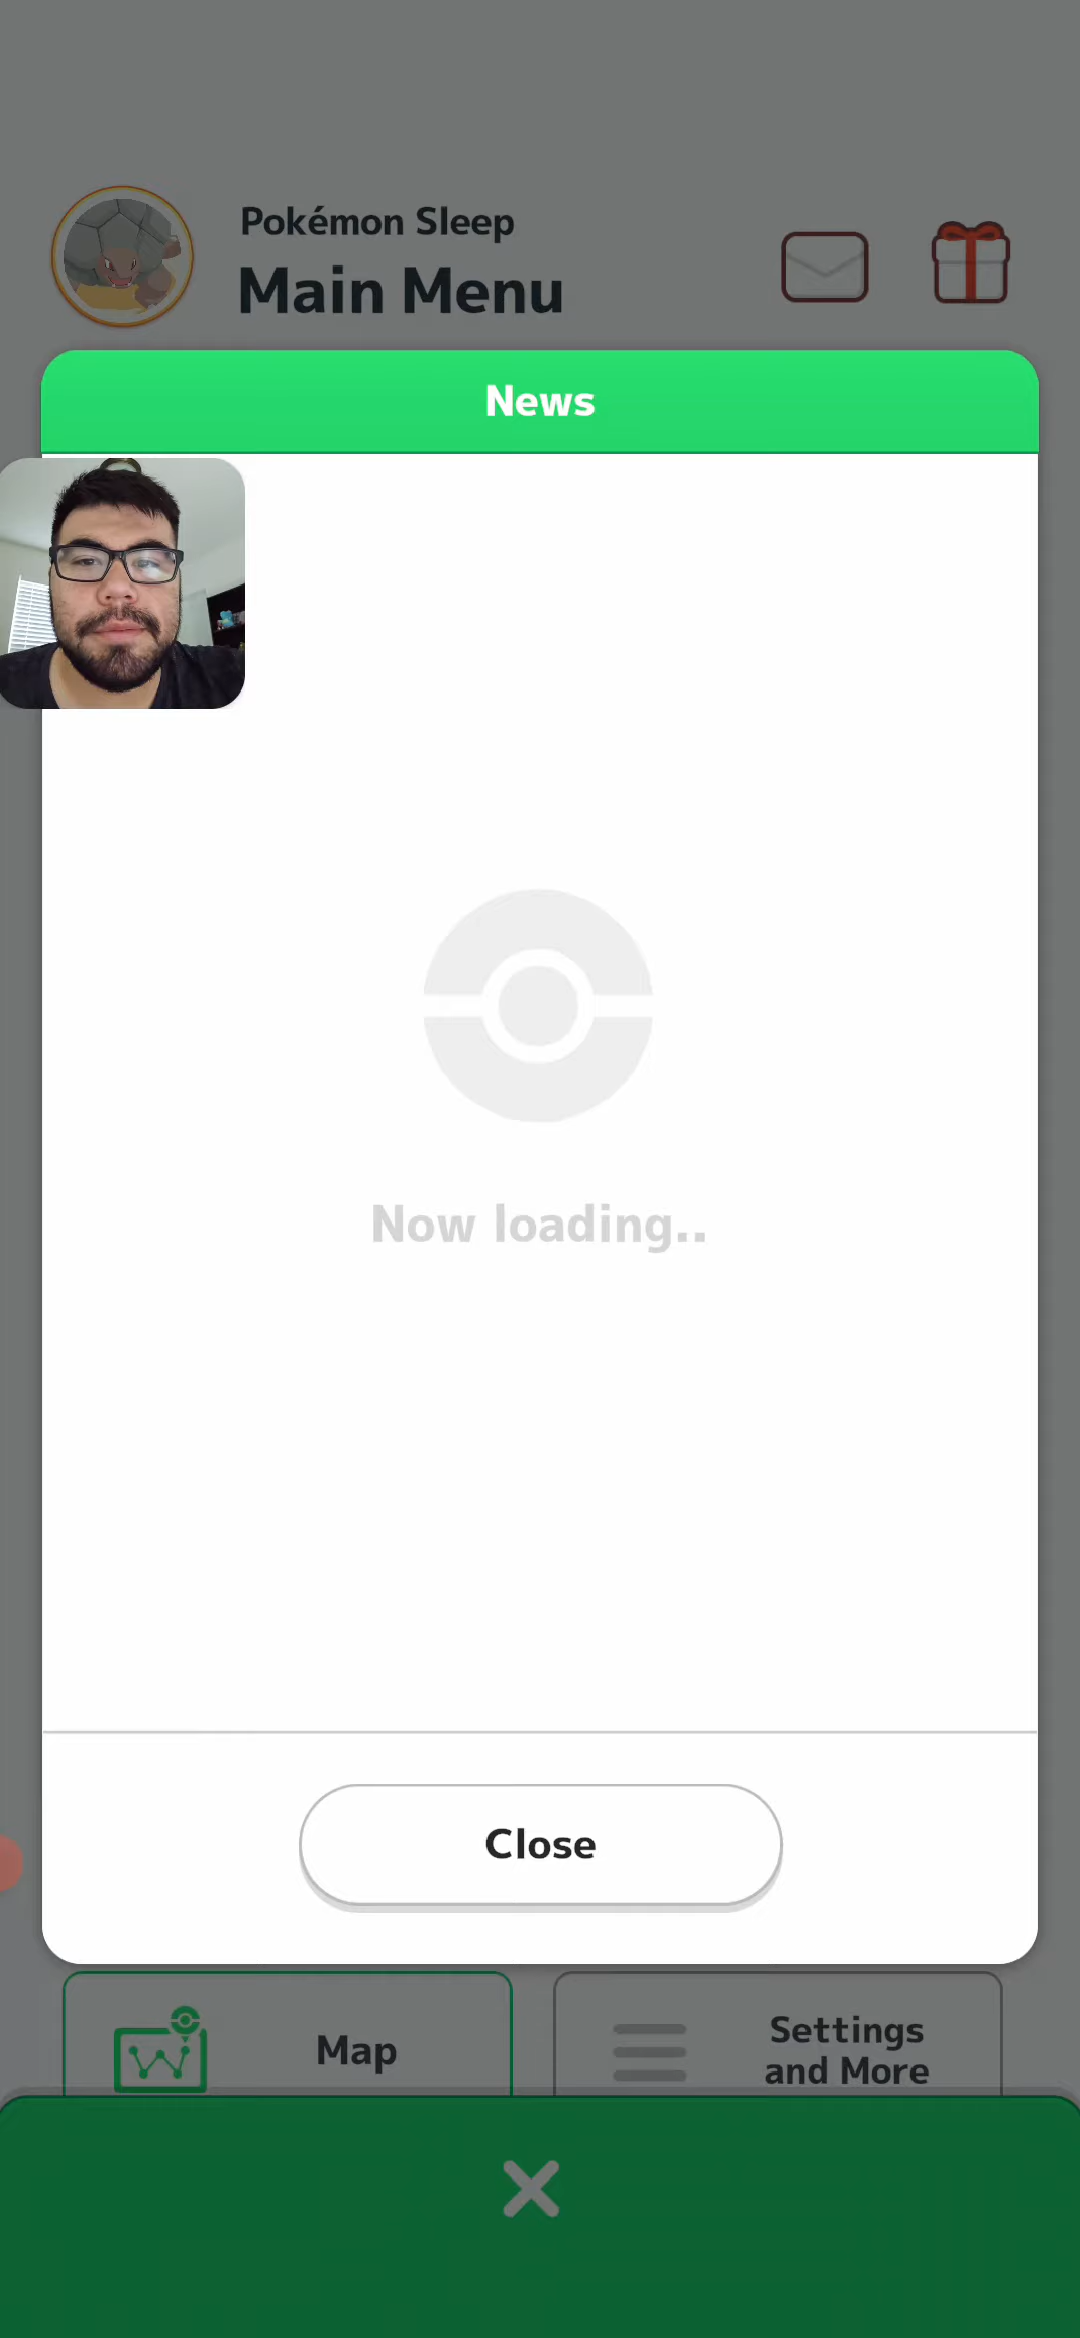 Pokémon Sleep
Main Menu
News
Now loading..
Close
Map
Settings
and More